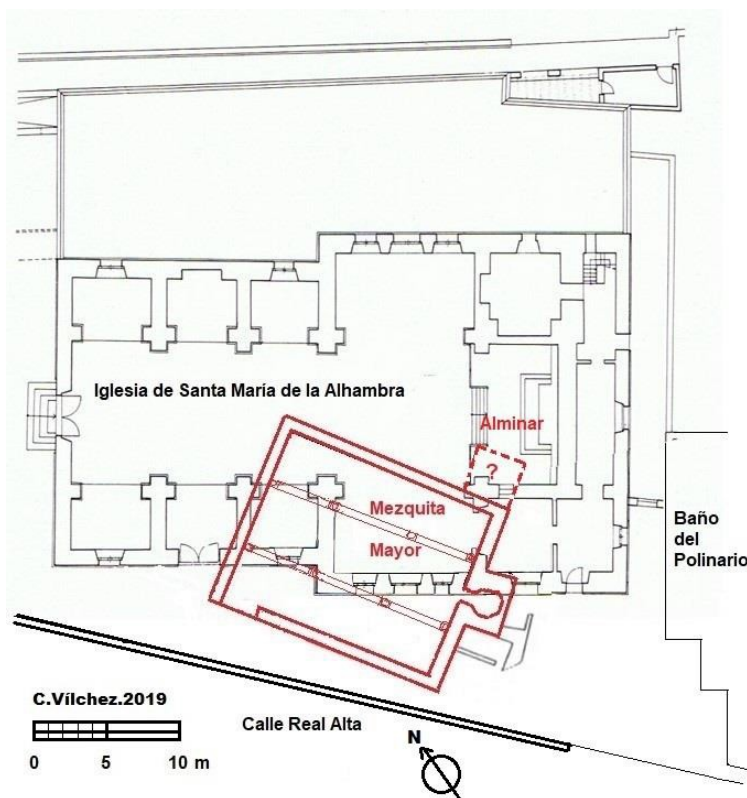 Iglesia de Santa María de la Alhambra
Alminar
?
Mezquita
Mayor
Baño
del
Polinario
C.Vílchez.2019
Calle Real Alta
N
0 5 10 m